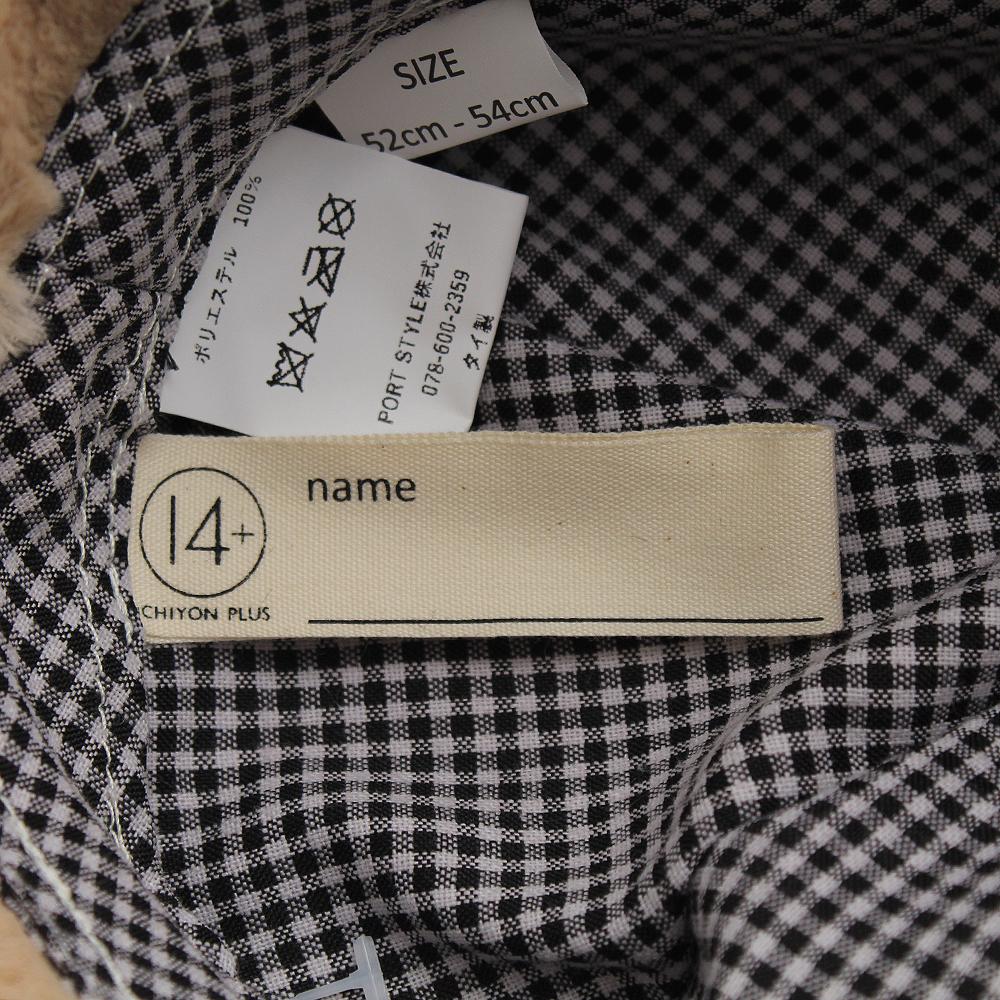 SIZE
52cm - 54cm
ポリエステル 100%
PORT STYLE株式会社
078-600-2359
タイ製
14+
CHIYON PLUS
name